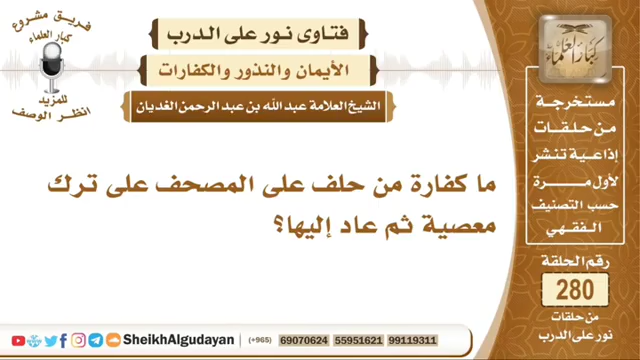 فتاوى نور على الدرب
الأيمان والنذور والكفارات
الشيخ العلامة عبد الله بن عبد الرحمن الغديان
ما كفارة من حلف على المصحف على ترك
معصية ثم عاد إليها؟
فريق مشروع
كبار العلماء
للمزيد
انظر الوصف
كبار العلماء
مستخرجة
من حلقات
إذاعية تنشر
لأول مرة
حسب التصنيف
الفقهي
رقم الحلقة
280
من حلقات
نور على الدرب
SheikhAlgudayan
(+965) 69070624 55951621 99119311